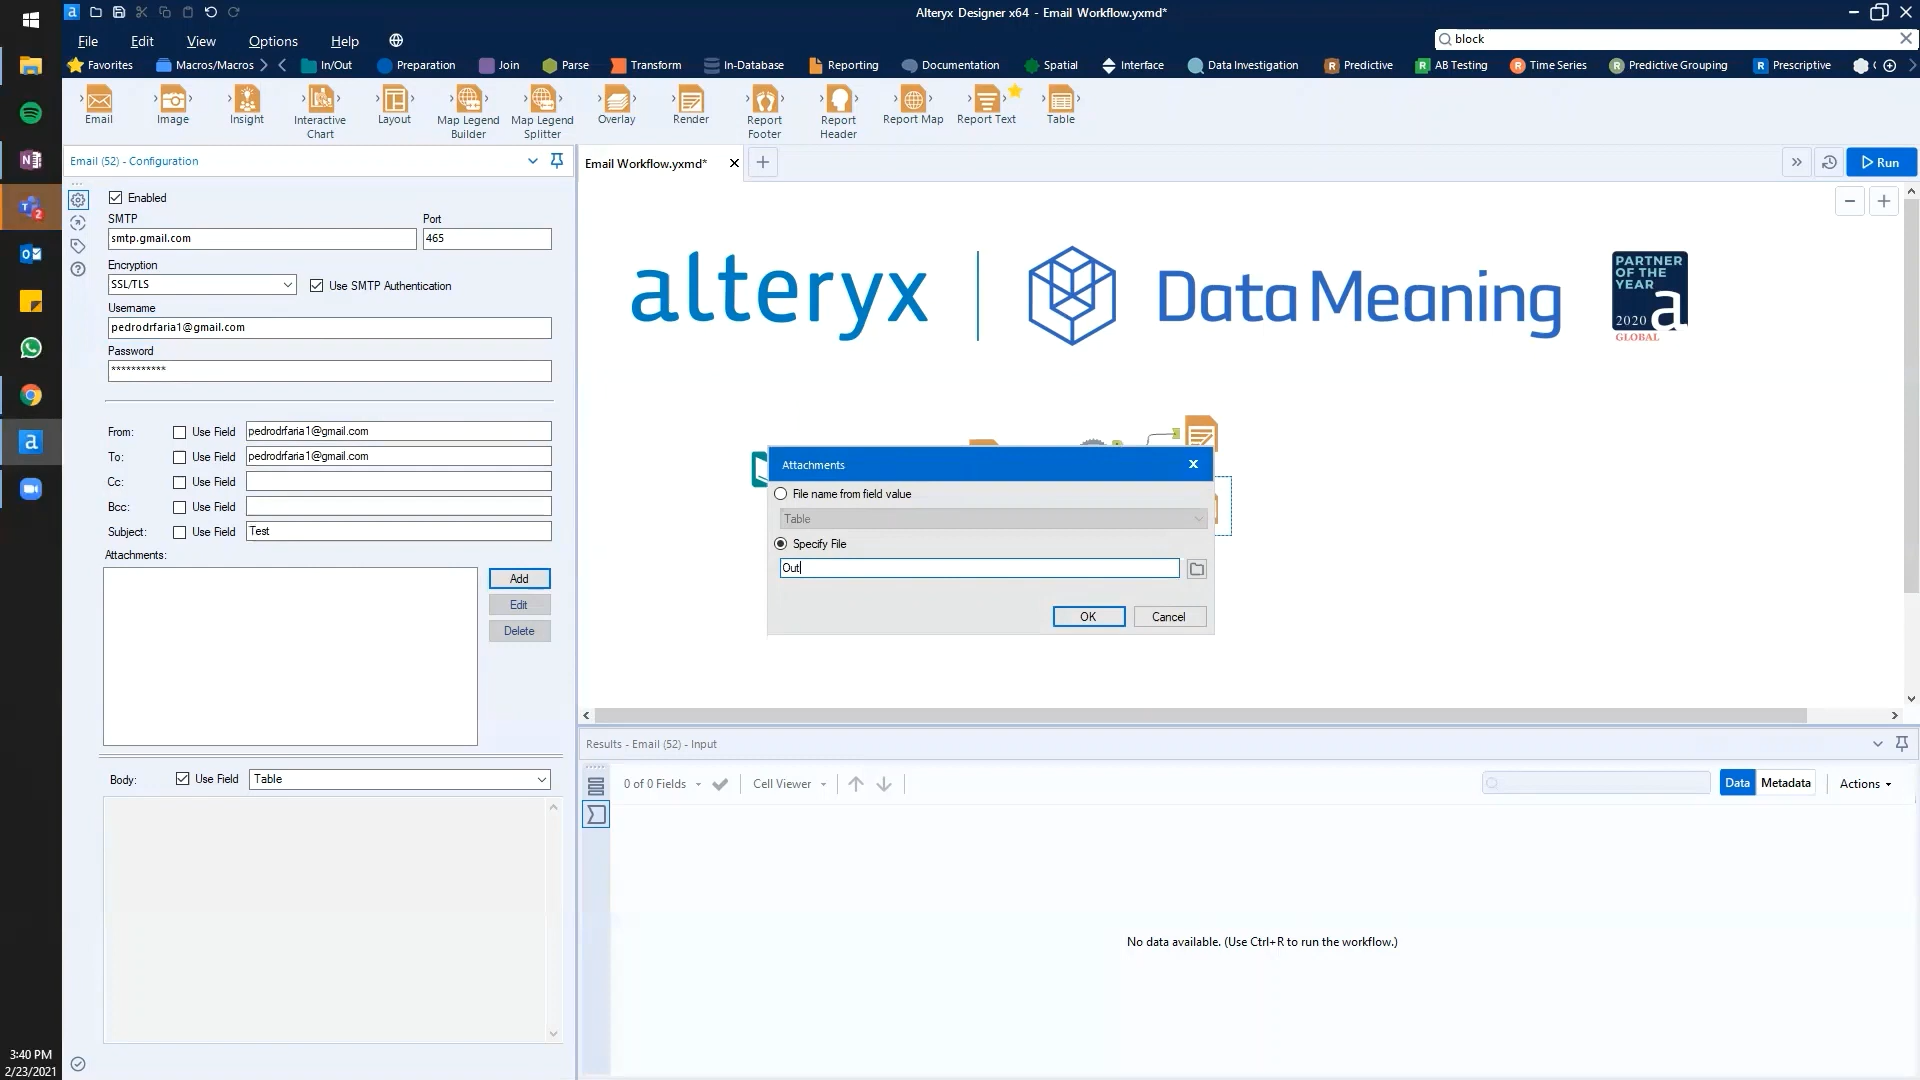 Alteryx Designer x64 - Email Workflow.yxmd*
File Edit View Options Help
block
Favorites Macros/Macros In/Out Preparation Join Parse Transform In-Database Reporting Documentation Spatial Interface Data Investigation Predictive AB Testing Time Series Predictive Grouping Prescriptive
Email Image Insight Interactive Chart Layout Map Legend Builder Map Legend Splitter Overlay Render Report Footer Report Header Report Map Report Text Table
Email (52) - Configuration
Email Workflow.yxmd*
Run
Enabled
SMTP Port
smtp.gmail.com 465
Encryption
SSL/TLS Use SMTP Authentication
Username
pedrodrfaria1@gmail.com
Password
***********
From: Use Field pedrodrfaria1@gmail.com
To: Use Field pedrodrfaria1@gmail.com
Cc: Use Field
Bcc: Use Field
Subject: Use Field Test
Attachments:
Add
Edit
Delete
Body: Use Field Table
alteryx
Data Meaning
PARTNER
OF THE
YEAR
2020 a
GLOBAL
Attachments
File name from field value
Table
Specify File
Out
OK Cancel
Results - Email (52) - Input
0 of 0 Fields Cell Viewer Data Metadata Actions
No data available. (Use Ctrl+R to run the workflow.)
3:40 PM
2/23/2021